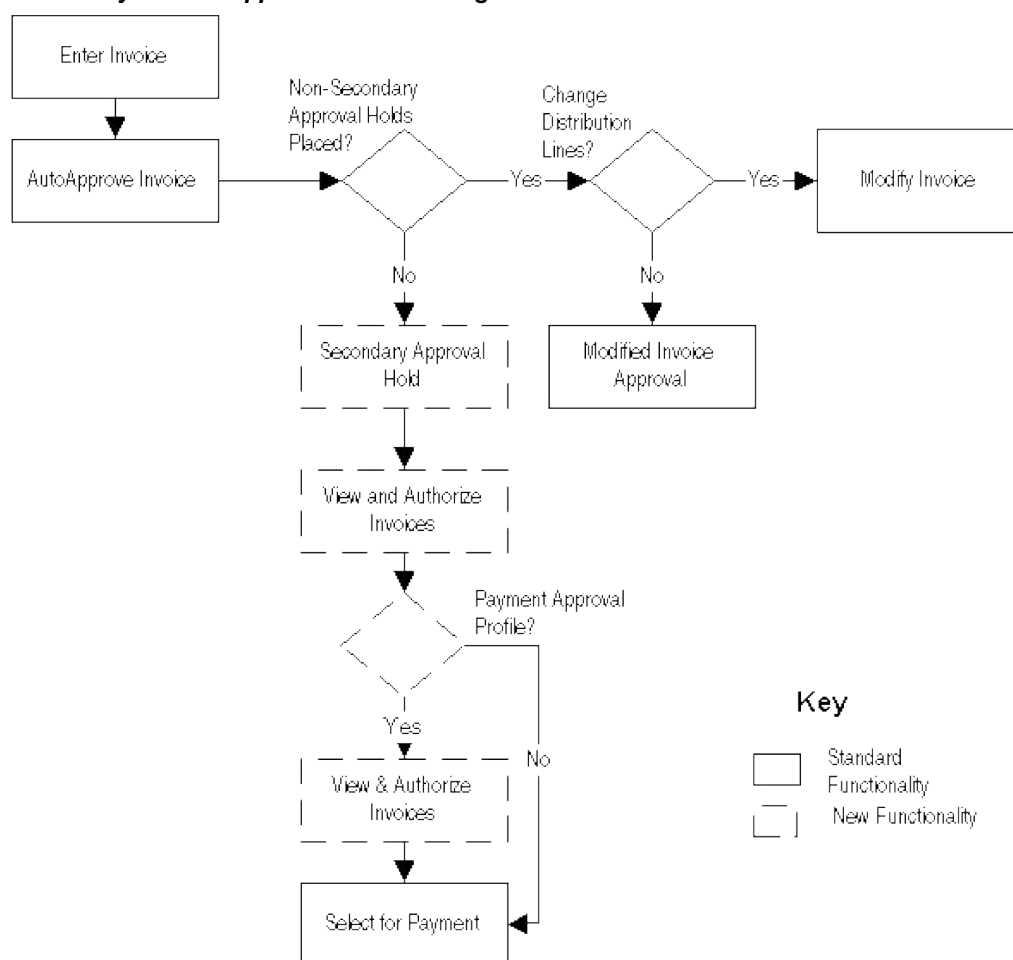 Enter Invoice
Non-Secondary
Approval Holds
Placed?
Change
Distribution
Lines?
AutoApprove Invoice
Yes
Yes
Modify Invoice
No
No
Secondary Approval
Hold
Modified Invoice
Approval
View and Authorize
Invoices
Payment Approval
Profile?
Yes
No
View & Authorize
Invoices
Select for Payment
Key
Standard
Functionality
New Functionality